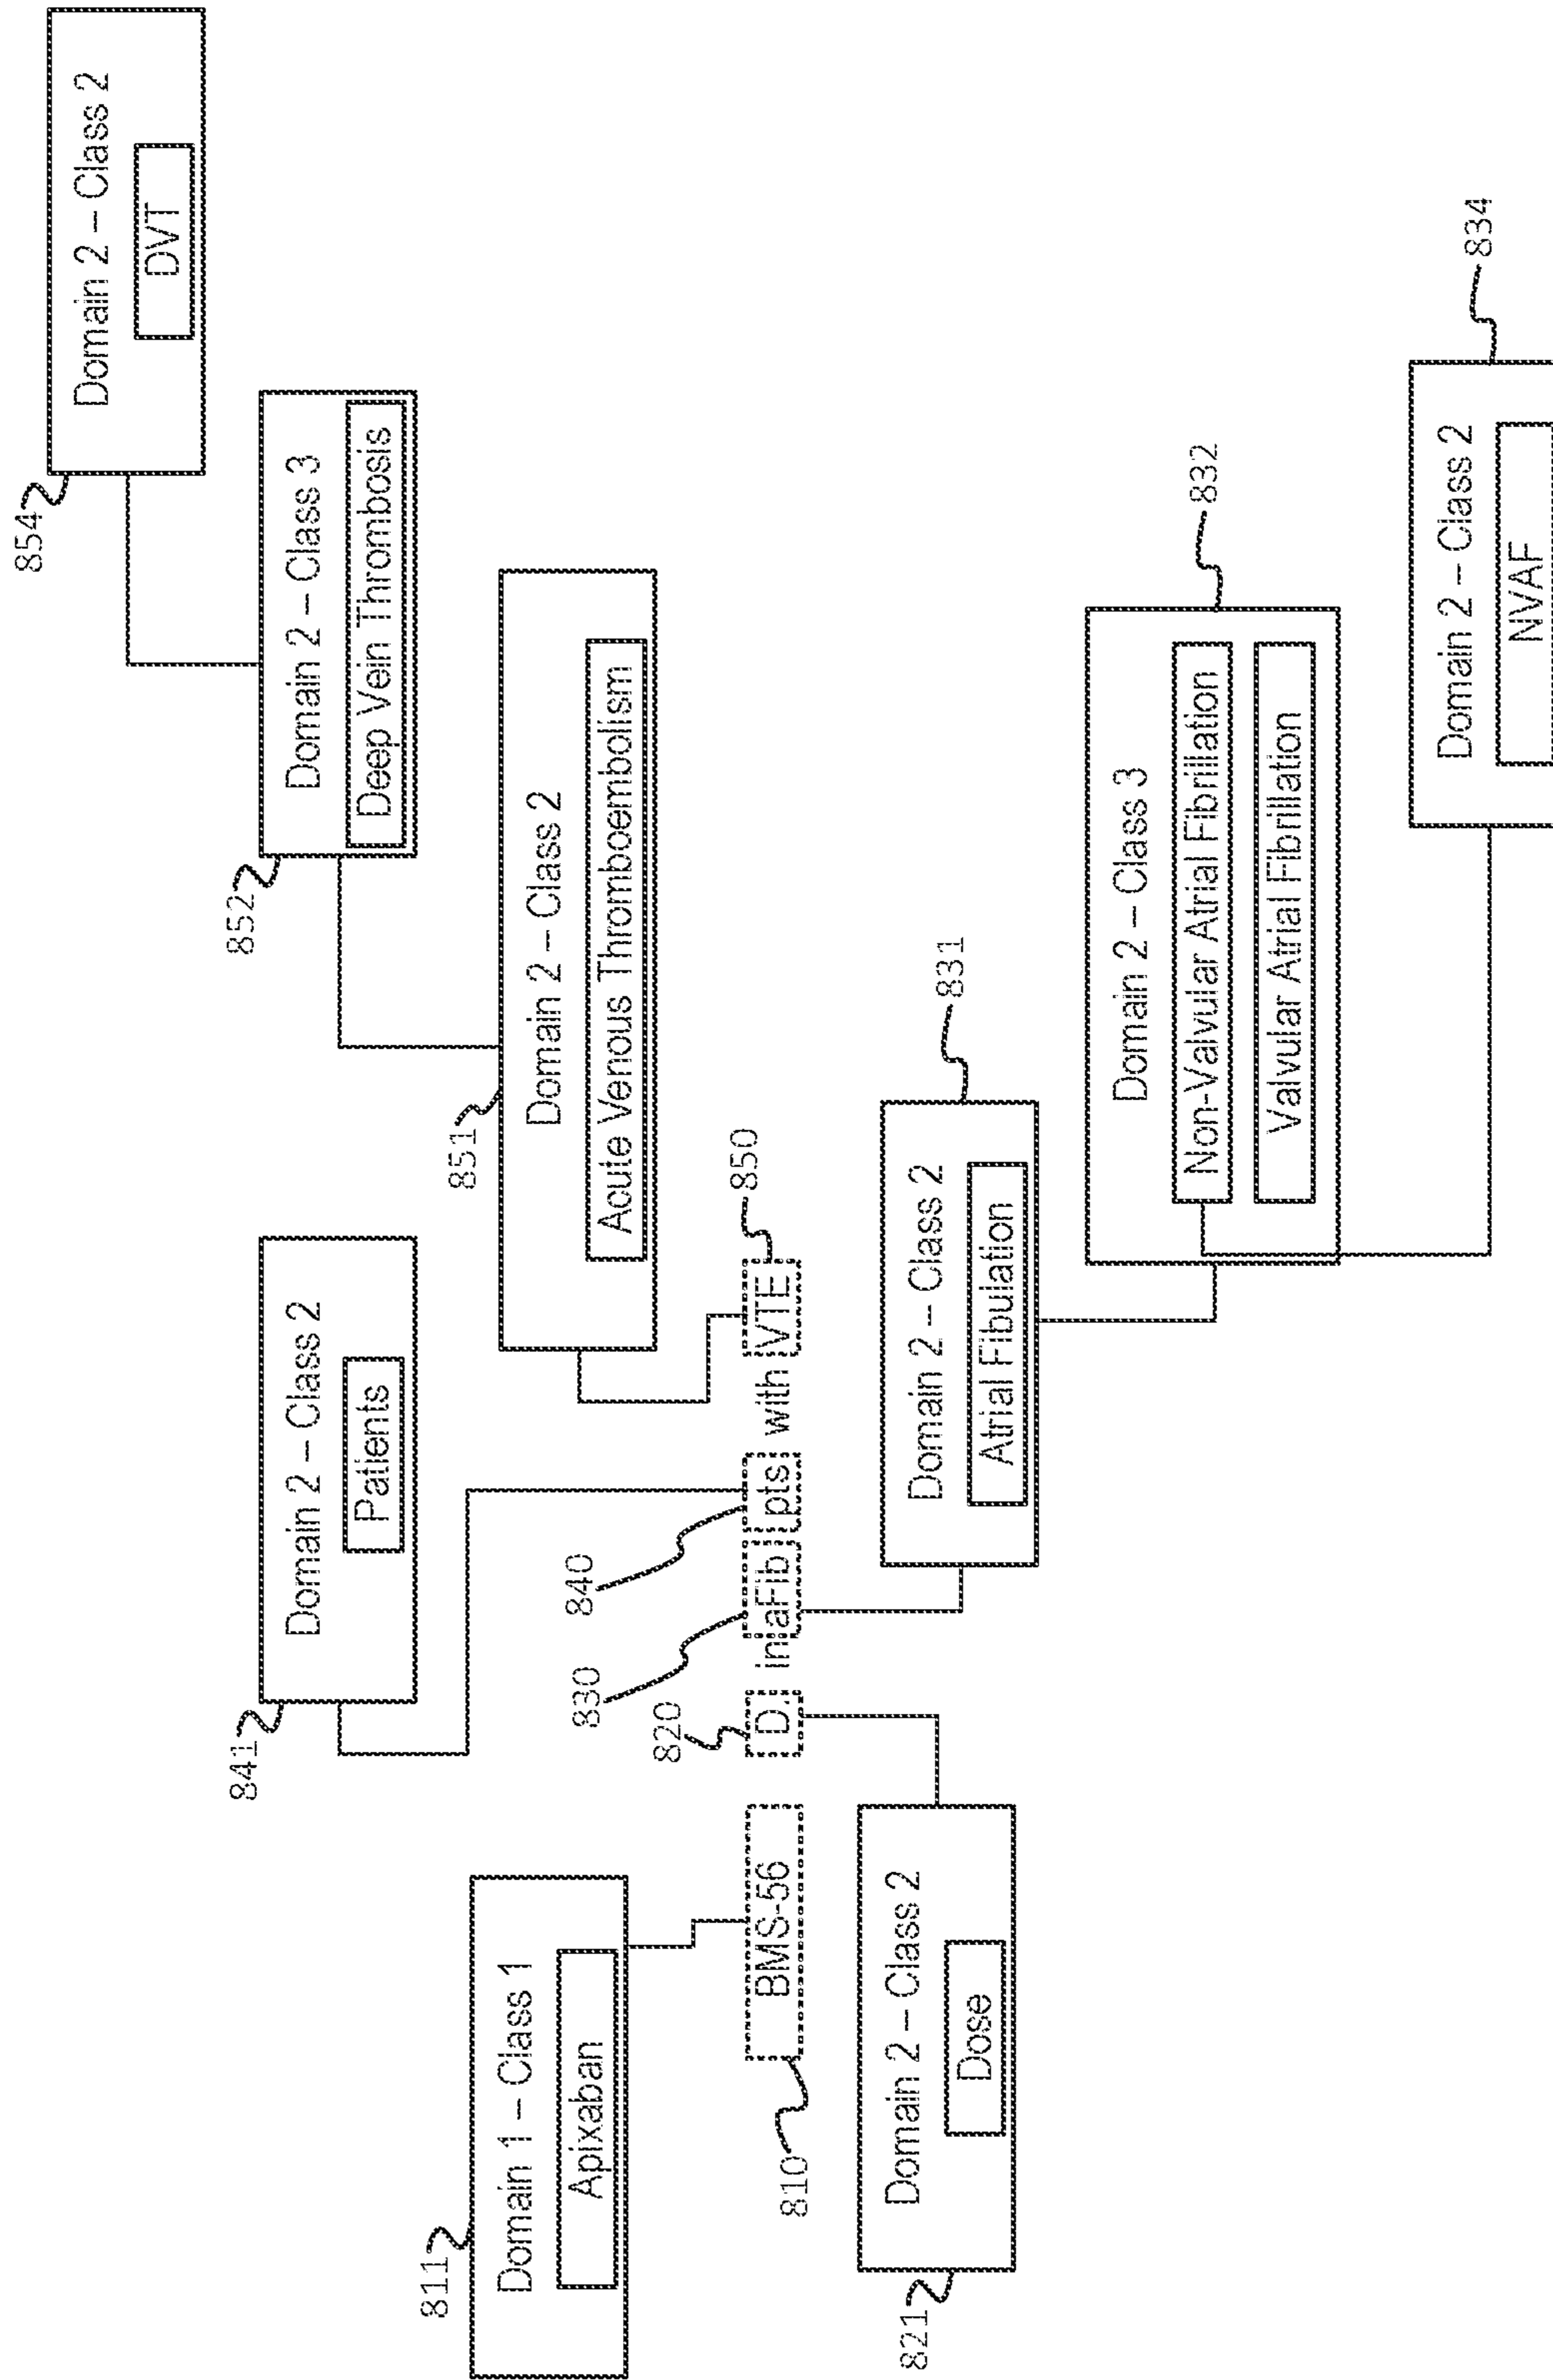 854
Domain 2 – Class 2
DVT
841
Domain 2 – Class 2
Patients
852
Domain 2 – Class 3
Deep Vein Thrombosis
811
Domain 1 – Class 1
Apixaban
851
Domain 2 – Class 2
Acute Venous Thromboembolism
820
830
840
810
BMS-56 D. in aFib pts with VTE
850
821
Domain 2 – Class 2
Dose
Domain 2 – Class 2
Atrial Fibulation
831
Domain 2 – Class 3
Non-Valvular Atrial Fibrillation
Valvular Atrial Fibrillation
832
Domain 2 – Class 2
NVAF
834